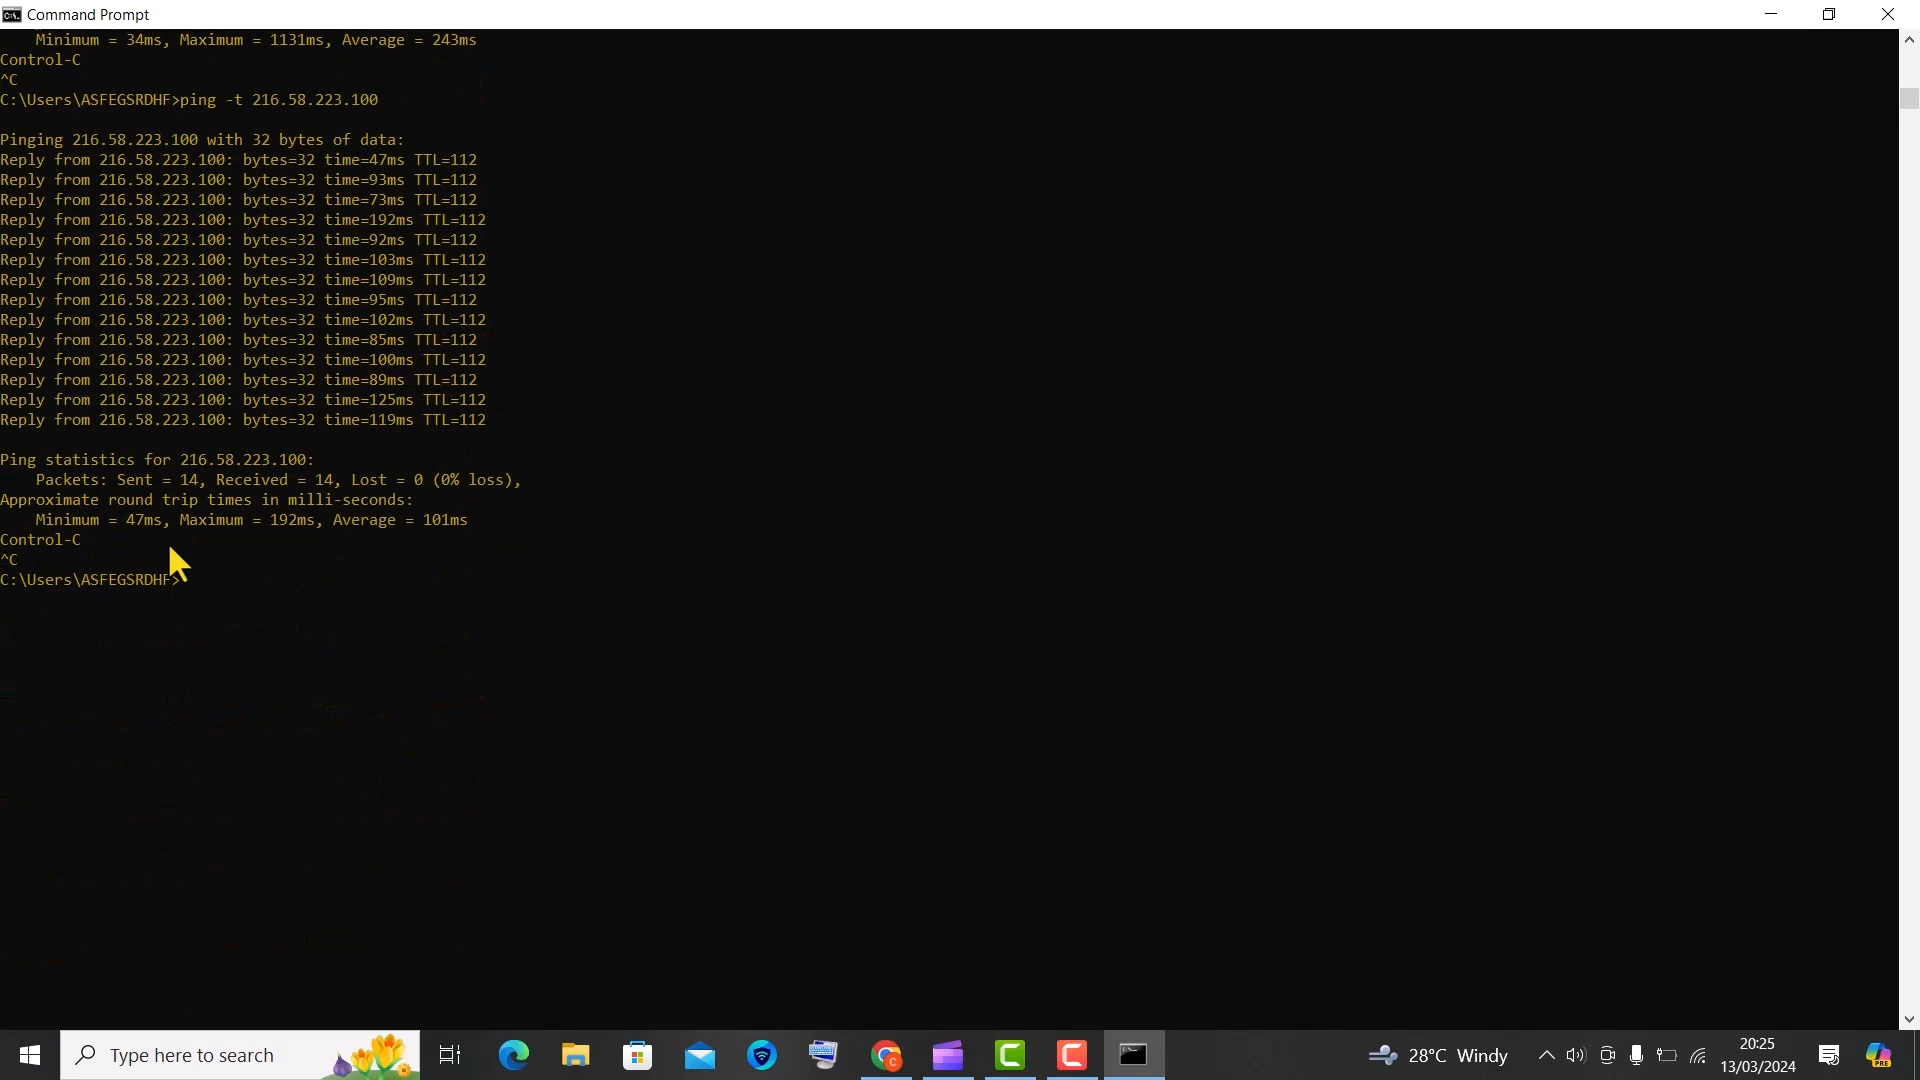 Command Prompt
Minimum = 34ms, Maximum = 1131ms, Average = 243ms
Control-C
^C
C:\Users\ASFEGSRDHF>ping -t 216.58.223.100
Pinging 216.58.223.100 with 32 bytes of data:
Reply from 216.58.223.100: bytes=32 time=47ms TTL=112
Reply from 216.58.223.100: bytes=32 time=93ms TTL=112
Reply from 216.58.223.100: bytes=32 time=73ms TTL=112
Reply from 216.58.223.100: bytes=32 time=192ms TTL=112
Reply from 216.58.223.100: bytes=32 time=92ms TTL=112
Reply from 216.58.223.100: bytes=32 time=103ms TTL=112
Reply from 216.58.223.100: bytes=32 time=109ms TTL=112
Reply from 216.58.223.100: bytes=32 time=95ms TTL=112
Reply from 216.58.223.100: bytes=32 time=102ms TTL=112
Reply from 216.58.223.100: bytes=32 time=85ms TTL=112
Reply from 216.58.223.100: bytes=32 time=100ms TTL=112
Reply from 216.58.223.100: bytes=32 time=89ms TTL=112
Reply from 216.58.223.100: bytes=32 time=125ms TTL=112
Reply from 216.58.223.100: bytes=32 time=119ms TTL=112
Ping statistics for 216.58.223.100:
Packets: Sent = 14, Received = 14, Lost = 0 (0% loss),
Approximate round trip times in milli-seconds:
Minimum = 47ms, Maximum = 192ms, Average = 101ms
Control-C
^C
C:\Users\ASFEGSRDHF>
Type here to search
28°C Windy
20:25
13/03/2024
PRE